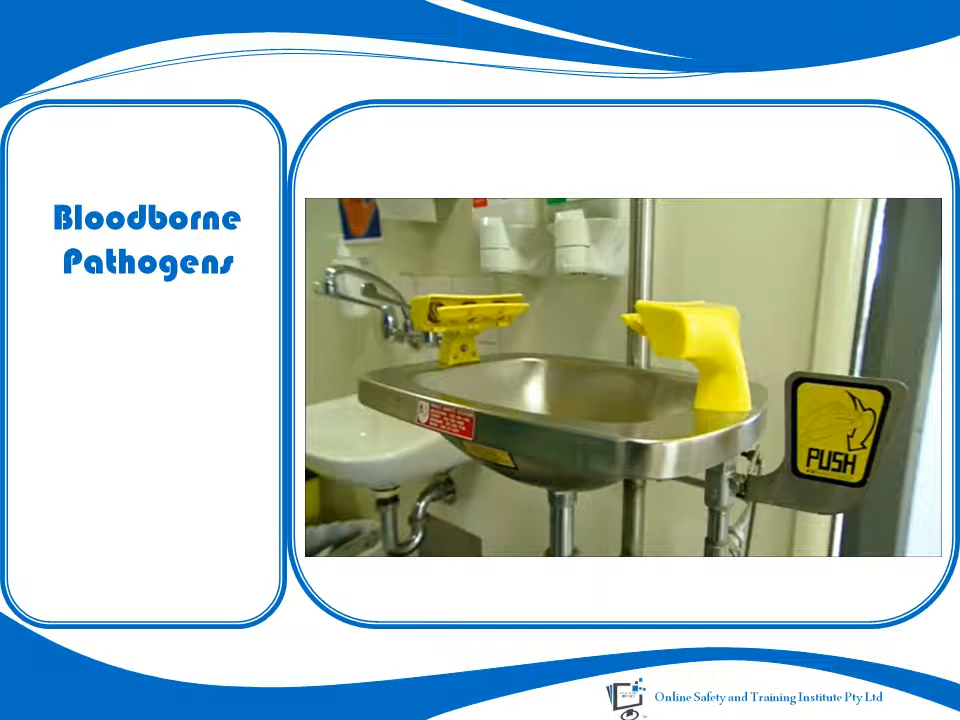 Bloodborne
Pathogens
PUSH
Online Safety and Training Institute Pty Ltd